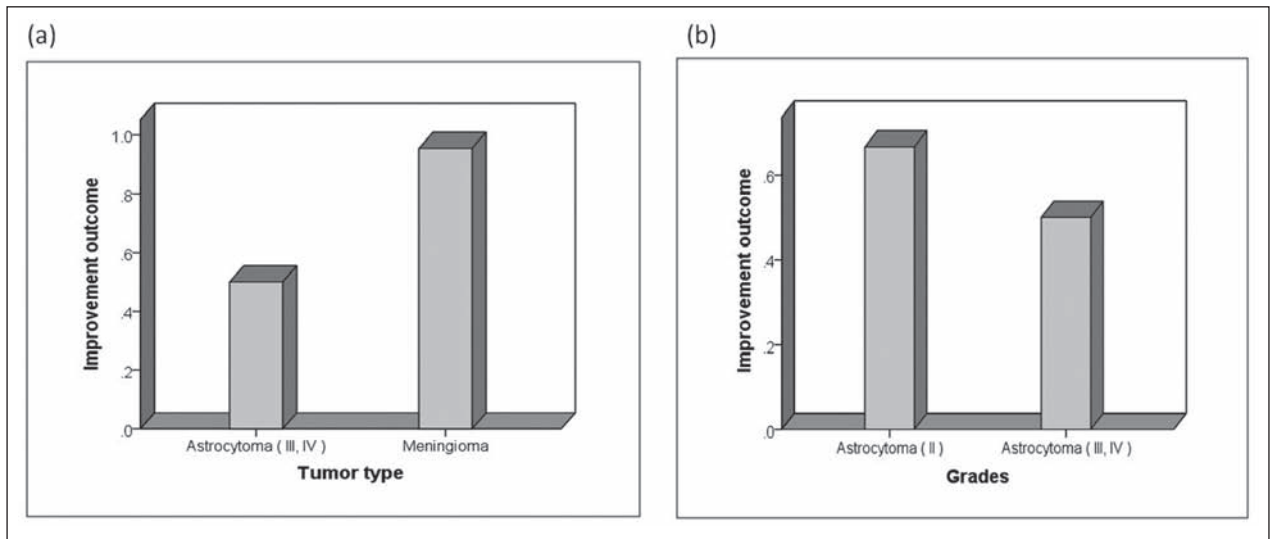 (a)
Improvement outcome
1.0
.8
.6
.4
.2
.0
Astrocytoma ( III, IV )
Meningioma
Tumor type
(b)
Improvement outcome
.6
.4
.2
.0
Astrocytoma ( II )
Astrocytoma ( III, IV )
Grades